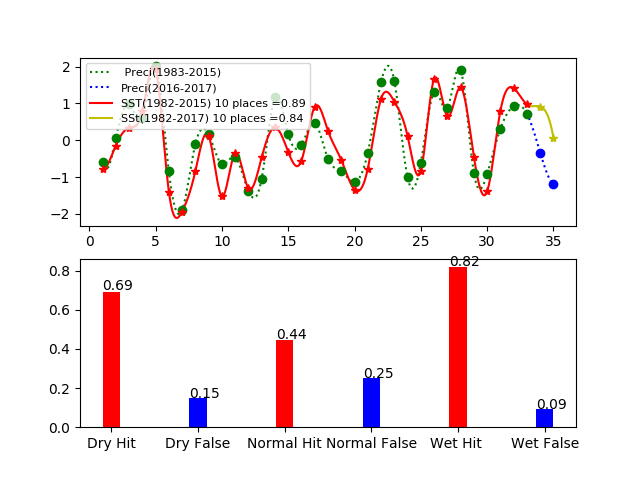 2
1
0
−1
−2
Preci(1983-2015)
Preci(2016-2017)
SST(1982-2015) 10 places =0.89
SSt(1982-2017) 10 places =0.84
0 5 10 15 20 25 30 35
0.8
0.6
0.4
0.2
0.0
0.69
0.15
0.44
0.25
0.82
0.09
Dry Hit Dry False Normal Hit Normal False Wet Hit Wet False